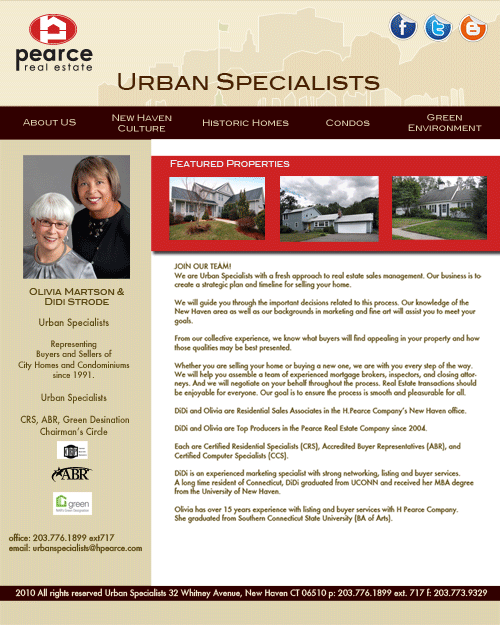 pearce
real estate
URBAN SPECIALISTS
ABOUT US
NEW HAVEN
CULTURE
HISTORIC HOMES
CONDOS
GREEN
ENVIRONMENT
FEATURED PROPERTIES
OLIVIA MARTSON &
DIDI STRODE
Urban Specialists
Representing
Buyers and Sellers of
City Homes and Condominiums
since 1991.
Urban Specialists
CRS, ABR, Green Desination
Chairman's Circle
ABR
green
office: 203.776.1899 ext717
email: urbanspecialists@hpearce.com
JOIN OUR TEAM!
We are Urban Specialists with a fresh approach to real estate sales management. Our business is to
create a strategic plan and timeline for selling your home.
We will guide you through the important decisions related to this process. Our knowledge of the
New Haven area as well as our backgrounds in marketing and fine art will assist you to meet your
goals.
From our collective experience, we know what buyers will find appealing in your property and how
those qualities may be best presented.
Whether you are selling your home or buying a new one, we are with you every step of the way.
We will help you assemble a team of experienced mortgage brokers, inspectors, and closing attor-
neys. And we will negotiate on your behalf throughout the process. Real Estate transactions should
be enjoyable for everyone. Our goal is to ensure the process is smooth and pleasurable for all.
DiDi and Olivia are Residential Sales Associates in the H.Pearce Company's New Haven office.
DiDi and Olivia are Top Producers in the Pearce Real Estate Company since 2004.
Each are Certified Residential Specialists (CRS), Accredited Buyer Representatives (ABR), and
Certified Computer Specialists (CCS).
DiDi is an experienced marketing specialist with strong networking, listing and buyer services.
A long time resident of Connecticut, DiDi graduated from UCONN and received her MBA degree
from the University of New Haven.
Olivia has over 15 years experience with listing and buyer services with H Pearce Company.
She graduated from Southern Connecticut State University (BA of Arts).
2010 All rights reserved Urban Specialists 32 Whitney Avenue, New Haven CT 06510 p: 203.776.1899 ext. 717 f: 203.773.9329